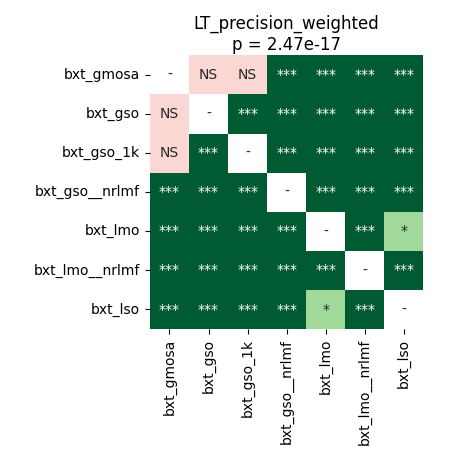 LT_precision_weighted
p = 2.47e-17
bxt_gmosa - NS NS *** *** *** ***
bxt_gso NS - *** *** *** *** ***
bxt_gso_1k NS *** - *** *** *** ***
bxt_gso__nrlmf *** *** *** - *** *** ***
bxt_lmo *** *** *** *** - *** *
bxt_lmo__nrlmf *** *** *** *** *** - ***
bxt_lso *** *** *** *** * *** -
bxt_gmosa
bxt_gso
bxt_gso_1k
bxt_gso__nrlmf
bxt_lmo
bxt_lmo__nrlmf
bxt_lso